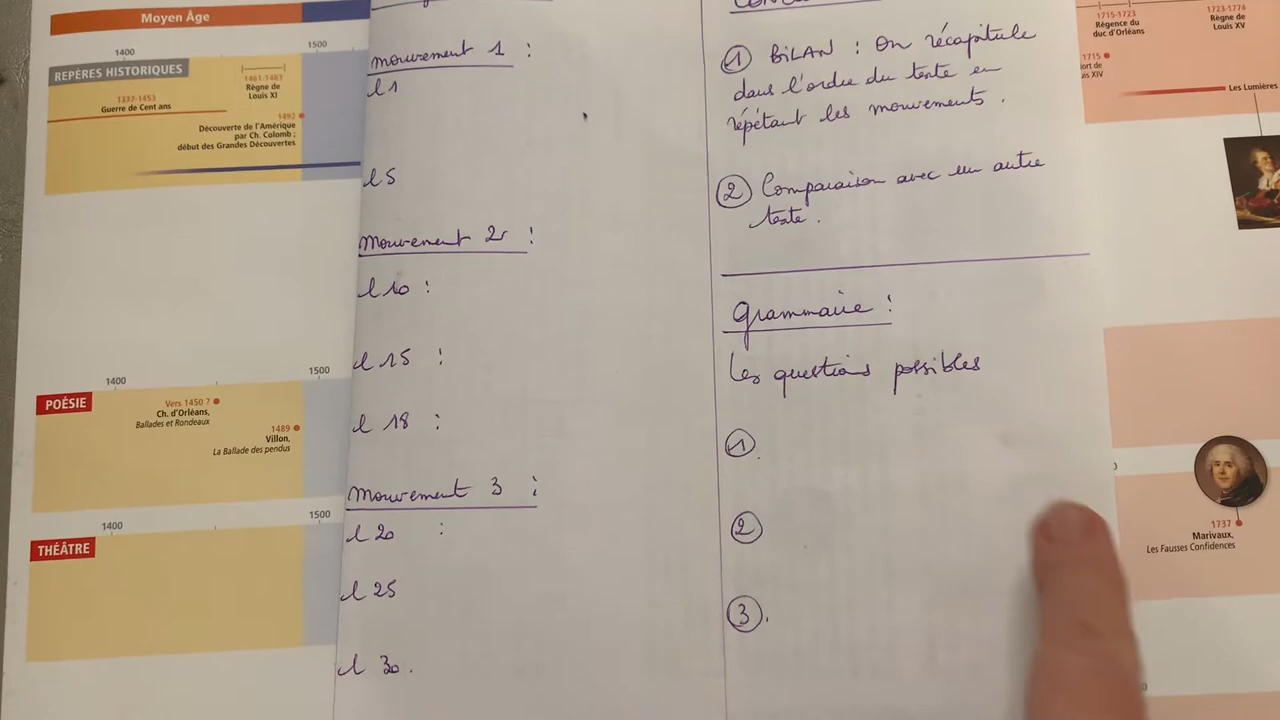 Moyen Âge
1400
1500
REPÈRES HISTORIQUES
1461-1483
Règne de
Louis XI
1337-1453
Guerre de Cent ans
1492
Découverte de l'Amérique
par Ch. Colomb ;
début des Grandes Découvertes
1400
1500
POÉSIE
Vers 1450 ?
Ch. d'Orléans,
Ballades et Rondeaux
1489
Villon,
La Ballade des pendus
1400
1500
THÉÂTRE
mouvement 1 :
l 1
l 5
Mouvement 2 :
l 10 :
l 15 :
l 18 :
Mouvement 3 :
l 20 :
l 25
l 30.
① BILAN : On récapitule
dans l'ordre du texte en
répétant les mouvements.
② Comparaison avec un autre
texte.
Grammaire :
les questions possibles
①.
②
③.
1715-1723
Régence du
duc d'Orléans
1723-1774
Règne de
Louis XV
1715
XIV
Les Lumières
1737
Marivaux,
Les Fausses Confidences